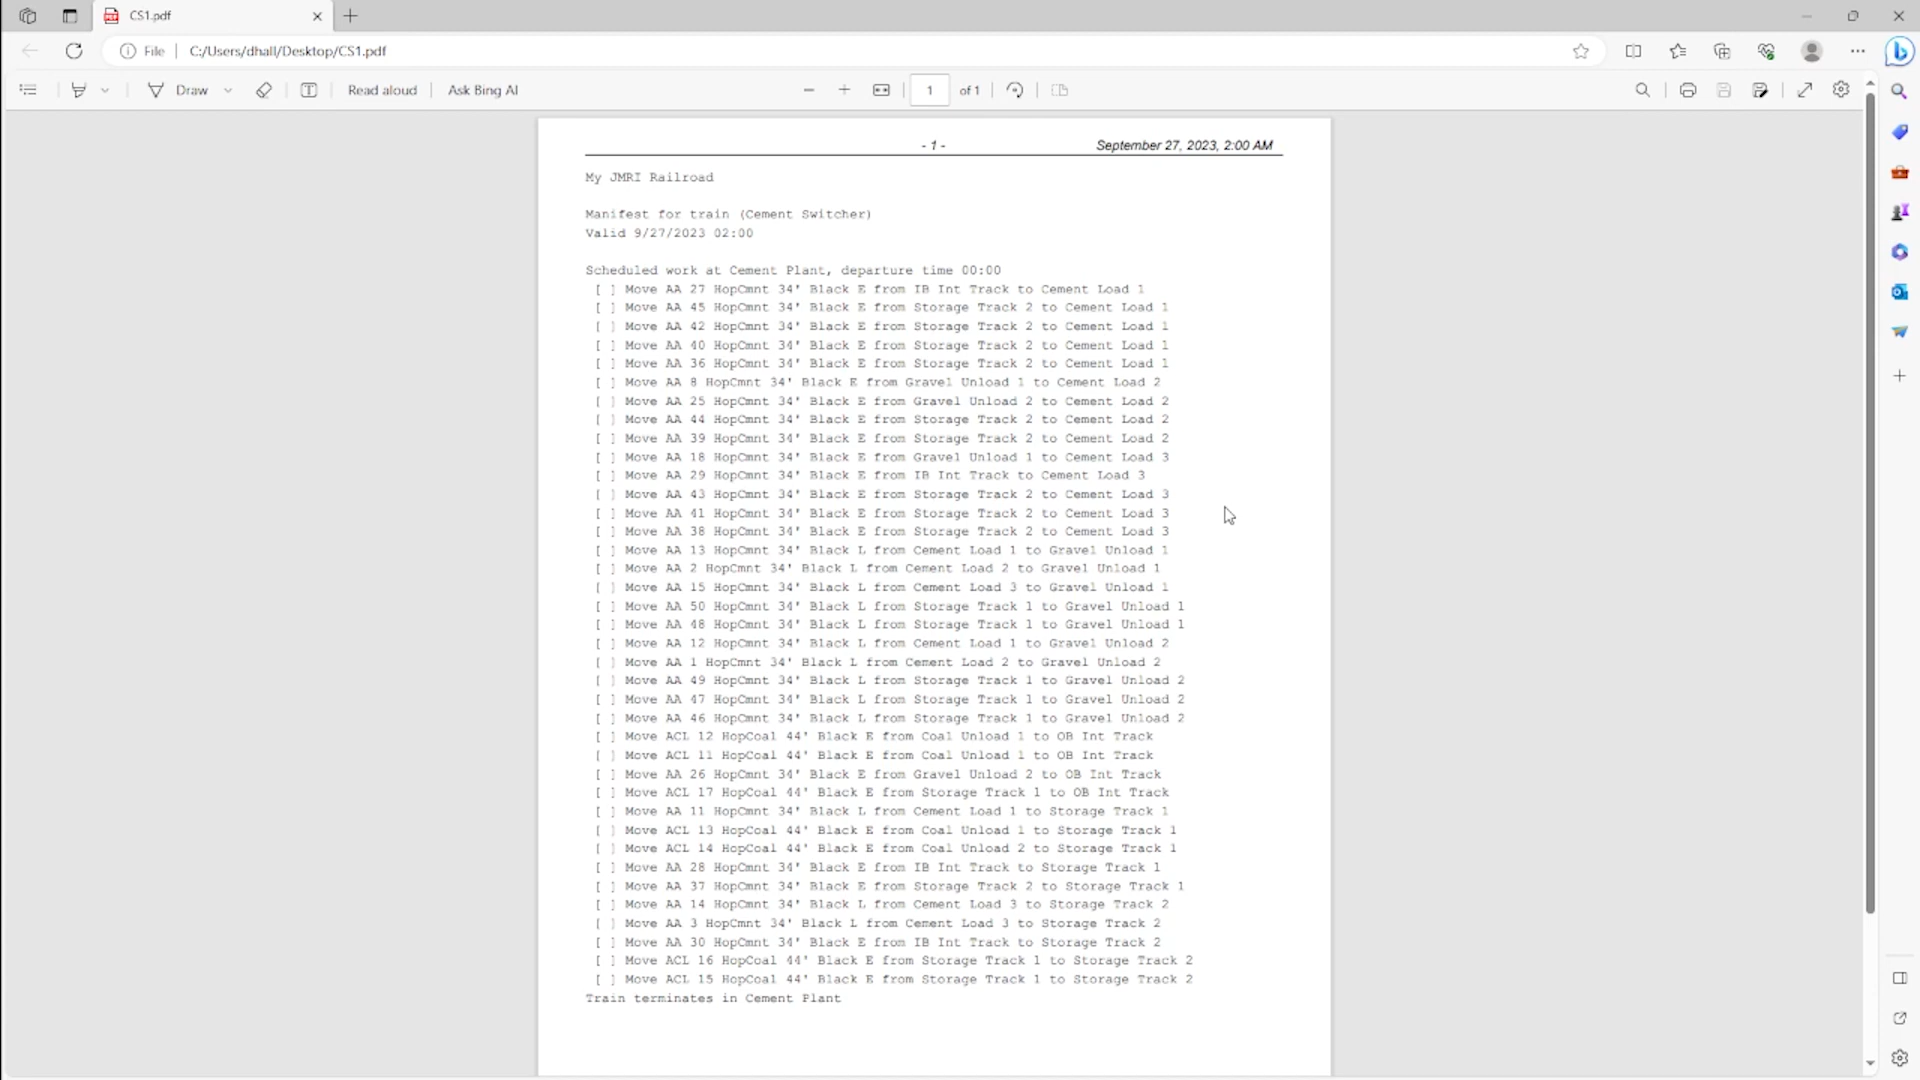 CS1.pdf
File C:/Users/dhall/Desktop/CS1.pdf
Draw Read aloud Ask Bing AI 1 of 1
- 1 - September 27, 2023, 2:00 AM
My JMRI Railroad
Manifest for train (Cement Switcher)
Valid 9/27/2023 02:00
Scheduled work at Cement Plant, departure time 00:00
[ ] Move AA 27 HopCmnt 34' Black E from IB Int Track to Cement Load 1
[ ] Move AA 45 HopCmnt 34' Black E from Storage Track 2 to Cement Load 1
[ ] Move AA 42 HopCmnt 34' Black E from Storage Track 2 to Cement Load 1
[ ] Move AA 40 HopCmnt 34' Black E from Storage Track 2 to Cement Load 1
[ ] Move AA 36 HopCmnt 34' Black E from Storage Track 2 to Cement Load 1
[ ] Move AA 8 HopCmnt 34' Black E from Gravel Unload 1 to Cement Load 2
[ ] Move AA 25 HopCmnt 34' Black E from Gravel Unload 2 to Cement Load 2
[ ] Move AA 44 HopCmnt 34' Black E from Storage Track 2 to Cement Load 2
[ ] Move AA 39 HopCmnt 34' Black E from Storage Track 2 to Cement Load 2
[ ] Move AA 18 HopCmnt 34' Black E from Gravel Unload 1 to Cement Load 3
[ ] Move AA 29 HopCmnt 34' Black E from IB Int Track to Cement Load 3
[ ] Move AA 43 HopCmnt 34' Black E from Storage Track 2 to Cement Load 3
[ ] Move AA 41 HopCmnt 34' Black E from Storage Track 2 to Cement Load 3
[ ] Move AA 38 HopCmnt 34' Black E from Storage Track 2 to Cement Load 3
[ ] Move AA 13 HopCmnt 34' Black L from Cement Load 1 to Gravel Unload 1
[ ] Move AA 2 HopCmnt 34' Black L from Cement Load 2 to Gravel Unload 1
[ ] Move AA 15 HopCmnt 34' Black L from Cement Load 3 to Gravel Unload 1
[ ] Move AA 50 HopCmnt 34' Black L from Storage Track 1 to Gravel Unload 1
[ ] Move AA 48 HopCmnt 34' Black L from Storage Track 1 to Gravel Unload 1
[ ] Move AA 12 HopCmnt 34' Black L from Cement Load 1 to Gravel Unload 2
[ ] Move AA 1 HopCmnt 34' Black L from Cement Load 2 to Gravel Unload 2
[ ] Move AA 49 HopCmnt 34' Black L from Storage Track 1 to Gravel Unload 2
[ ] Move AA 47 HopCmnt 34' Black L from Storage Track 1 to Gravel Unload 2
[ ] Move AA 46 HopCmnt 34' Black L from Storage Track 1 to Gravel Unload 2
[ ] Move ACL 12 HopCoal 44' Black E from Coal Unload 1 to OB Int Track
[ ] Move ACL 11 HopCoal 44' Black E from Coal Unload 1 to OB Int Track
[ ] Move AA 26 HopCmnt 34' Black E from Gravel Unload 2 to OB Int Track
[ ] Move ACL 17 HopCoal 44' Black E from Storage Track 1 to OB Int Track
[ ] Move AA 11 HopCmnt 34' Black L from Cement Load 1 to Storage Track 1
[ ] Move ACL 13 HopCoal 44' Black E from Coal Unload 1 to Storage Track 1
[ ] Move ACL 14 HopCoal 44' Black E from Coal Unload 2 to Storage Track 1
[ ] Move AA 28 HopCmnt 34' Black E from IB Int Track to Storage Track 1
[ ] Move AA 37 HopCmnt 34' Black E from Storage Track 2 to Storage Track 1
[ ] Move AA 14 HopCmnt 34' Black L from Cement Load 3 to Storage Track 2
[ ] Move AA 3 HopCmnt 34' Black L from Cement Load 3 to Storage Track 2
[ ] Move AA 30 HopCmnt 34' Black E from IB Int Track to Storage Track 2
[ ] Move ACL 16 HopCoal 44' Black E from Storage Track 1 to Storage Track 2
[ ] Move ACL 15 HopCoal 44' Black E from Storage Track 1 to Storage Track 2
Train terminates in Cement Plant